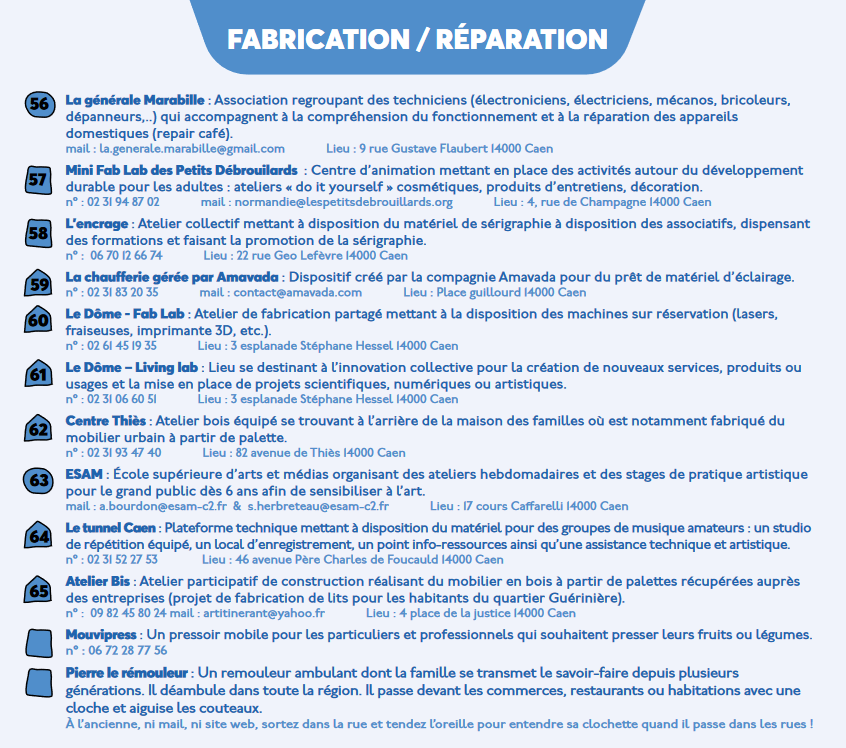 FABRICATION / RÉPARATION
56 La générale Marabille : Association regroupant des techniciens (électroniciens, électriciens, mécanos, bricoleurs,
dépanneurs,..) qui accompagnent à la compréhension du fonctionnement et à la réparation des appareils
domestiques (repair café).
mail : la.generale.marabille@gmail.com Lieu : 9 rue Gustave Flaubert 14000 Caen
57 Mini Fab Lab des Petits Débrouilards : Centre d'animation mettant en place des activités autour du développement
durable pour les adultes : ateliers « do it yourself » cosmétiques, produits d'entretiens, décoration.
n° : 02 31 94 87 02 mail : normandie@lespetitsdebrouillards.org Lieu : 4, rue de Champagne 14000 Caen
58 L'encrage : Atelier collectif mettant à disposition du matériel de sérigraphie à disposition des associatifs, dispensant
des formations et faisant la promotion de la sérigraphie.
n° : 06 70 12 66 74 Lieu : 22 rue Geo Lefèvre 14000 Caen
59 La chaufferie gérée par Amavada : Dispositif créé par la compagnie Amavada pour du prêt de matériel d'éclairage.
n° : 02 31 83 20 35 mail : contact@amavada.com Lieu : Place guillourd 14000 Caen
60 Le Dôme - Fab Lab : Atelier de fabrication partagé mettant à la disposition des machines sur réservation (lasers,
fraiseuses, imprimante 3D, etc.).
n° : 02 61 45 19 35 Lieu : 3 esplanade Stéphane Hessel 14000 Caen
61 Le Dôme – Living lab : Lieu se destinant à l'innovation collective pour la création de nouveaux services, produits ou
usages et la mise en place de projets scientifiques, numériques ou artistiques.
n° : 02 31 06 60 51 Lieu : 3 esplanade Stéphane Hessel 14000 Caen
62 Centre Thiès : Atelier bois équipé se trouvant à l'arrière de la maison des familles où est notamment fabriqué du
mobilier urbain à partir de palette.
n° : 02 31 93 47 40 Lieu : 82 avenue de Thiès 14000 Caen
63 ESAM : École supérieure d'arts et médias organisant des ateliers hebdomadaires et des stages de pratique artistique
pour le grand public dès 6 ans afin de sensibiliser à l'art.
mail : a.bourdon@esam-c2.fr & s.herbreteau@esam-c2.fr Lieu : 17 cours Caffarelli 14000 Caen
64 Le tunnel Caen : Plateforme technique mettant à disposition du matériel pour des groupes de musique amateurs : un studio
de répétition équipé, un local d'enregistrement, un point info-ressources ainsi qu'une assistance technique et artistique.
n° : 02 31 52 27 53 Lieu : 46 avenue Père Charles de Foucauld 14000 Caen
65 Atelier Bis : Atelier participatif de construction réalisant du mobilier en bois à partir de palettes récupérées auprès
des entreprises (projet de fabrication de lits pour les habitants du quartier Guérinière).
n° : 09 82 45 80 24 mail : artitinerant@yahoo.fr Lieu : 4 place de la justice 14000 Caen
Mouvipress : Un pressoir mobile pour les particuliers et professionnels qui souhaitent presser leurs fruits ou légumes.
n° : 06 72 28 77 56
Pierre le rémouleur : Un remouleur ambulant dont la famille se transmet le savoir-faire depuis plusieurs
générations. Il déambule dans toute la région. Il passe devant les commerces, restaurants ou habitations avec une
cloche et aiguise les couteaux.
À l'ancienne, ni mail, ni site web, sortez dans la rue et tendez l'oreille pour entendre sa clochette quand il passe dans les rues !